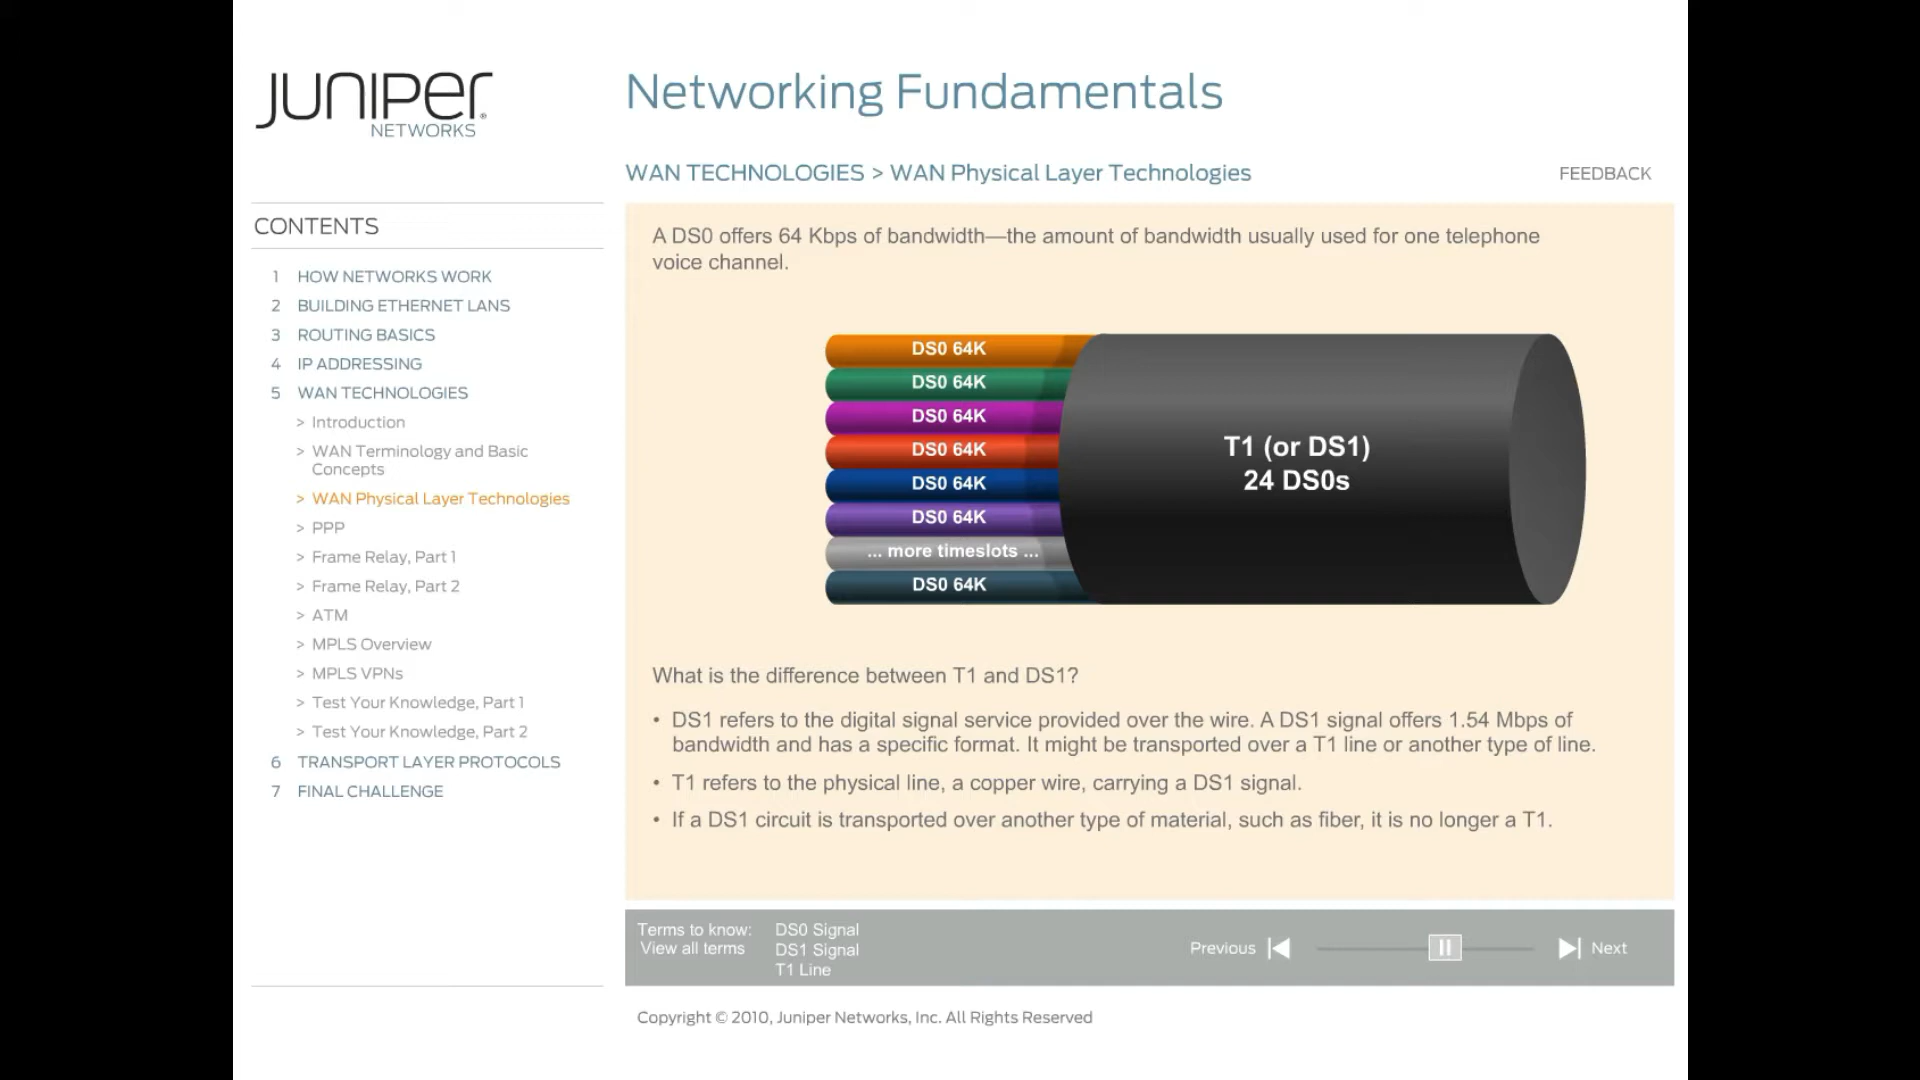 JUNIPER
NETWORKS
Networking Fundamentals
WAN TECHNOLOGIES > WAN Physical Layer Technologies
FEEDBACK
CONTENTS
1 HOW NETWORKS WORK
2 BUILDING ETHERNET LANS
3 ROUTING BASICS
4 IP ADDRESSING
5 WAN TECHNOLOGIES
> Introduction
> WAN Terminology and Basic
Concepts
> WAN Physical Layer Technologies
> PPP
> Frame Relay, Part 1
> Frame Relay, Part 2
> ATM
> MPLS Overview
> MPLS VPNs
> Test Your Knowledge, Part 1
> Test Your Knowledge, Part 2
6 TRANSPORT LAYER PROTOCOLS
7 FINAL CHALLENGE
A DS0 offers 64 Kbps of bandwidth—the amount of bandwidth usually used for one telephone
voice channel.
DS0 64K
DS0 64K
DS0 64K
DS0 64K
DS0 64K
DS0 64K
... more timeslots ...
DS0 64K
T1 (or DS1)
24 DS0s
What is the difference between T1 and DS1?
• DS1 refers to the digital signal service provided over the wire. A DS1 signal offers 1.54 Mbps of
bandwidth and has a specific format. It might be transported over a T1 line or another type of line.
• T1 refers to the physical line, a copper wire, carrying a DS1 signal.
• If a DS1 circuit is transported over another type of material, such as fiber, it is no longer a T1.
Terms to know:
View all terms
DS0 Signal
DS1 Signal
T1 Line
Previous
Next
Copyright © 2010, Juniper Networks, Inc. All Rights Reserved